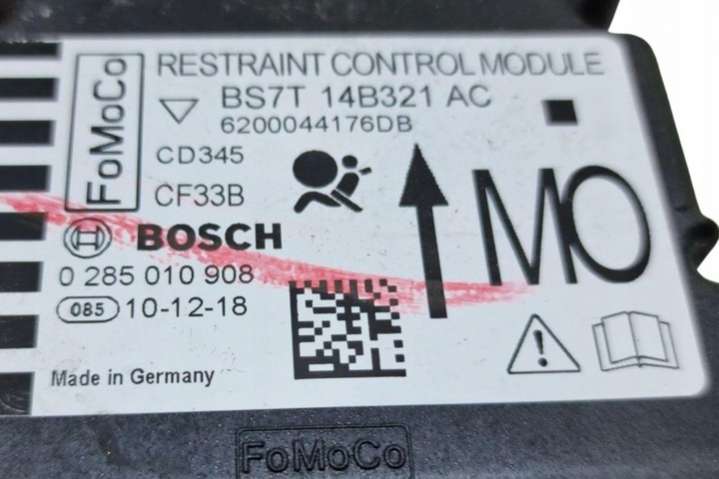 FoMoCo
RESTRAINT CONTROL MODULE
BS7T 14B321 AC
6200044176DB
CD345
CF33B
MO
BOSCH
0 285 010 908
085 10-12-18
Made in Germany
FoMoCo